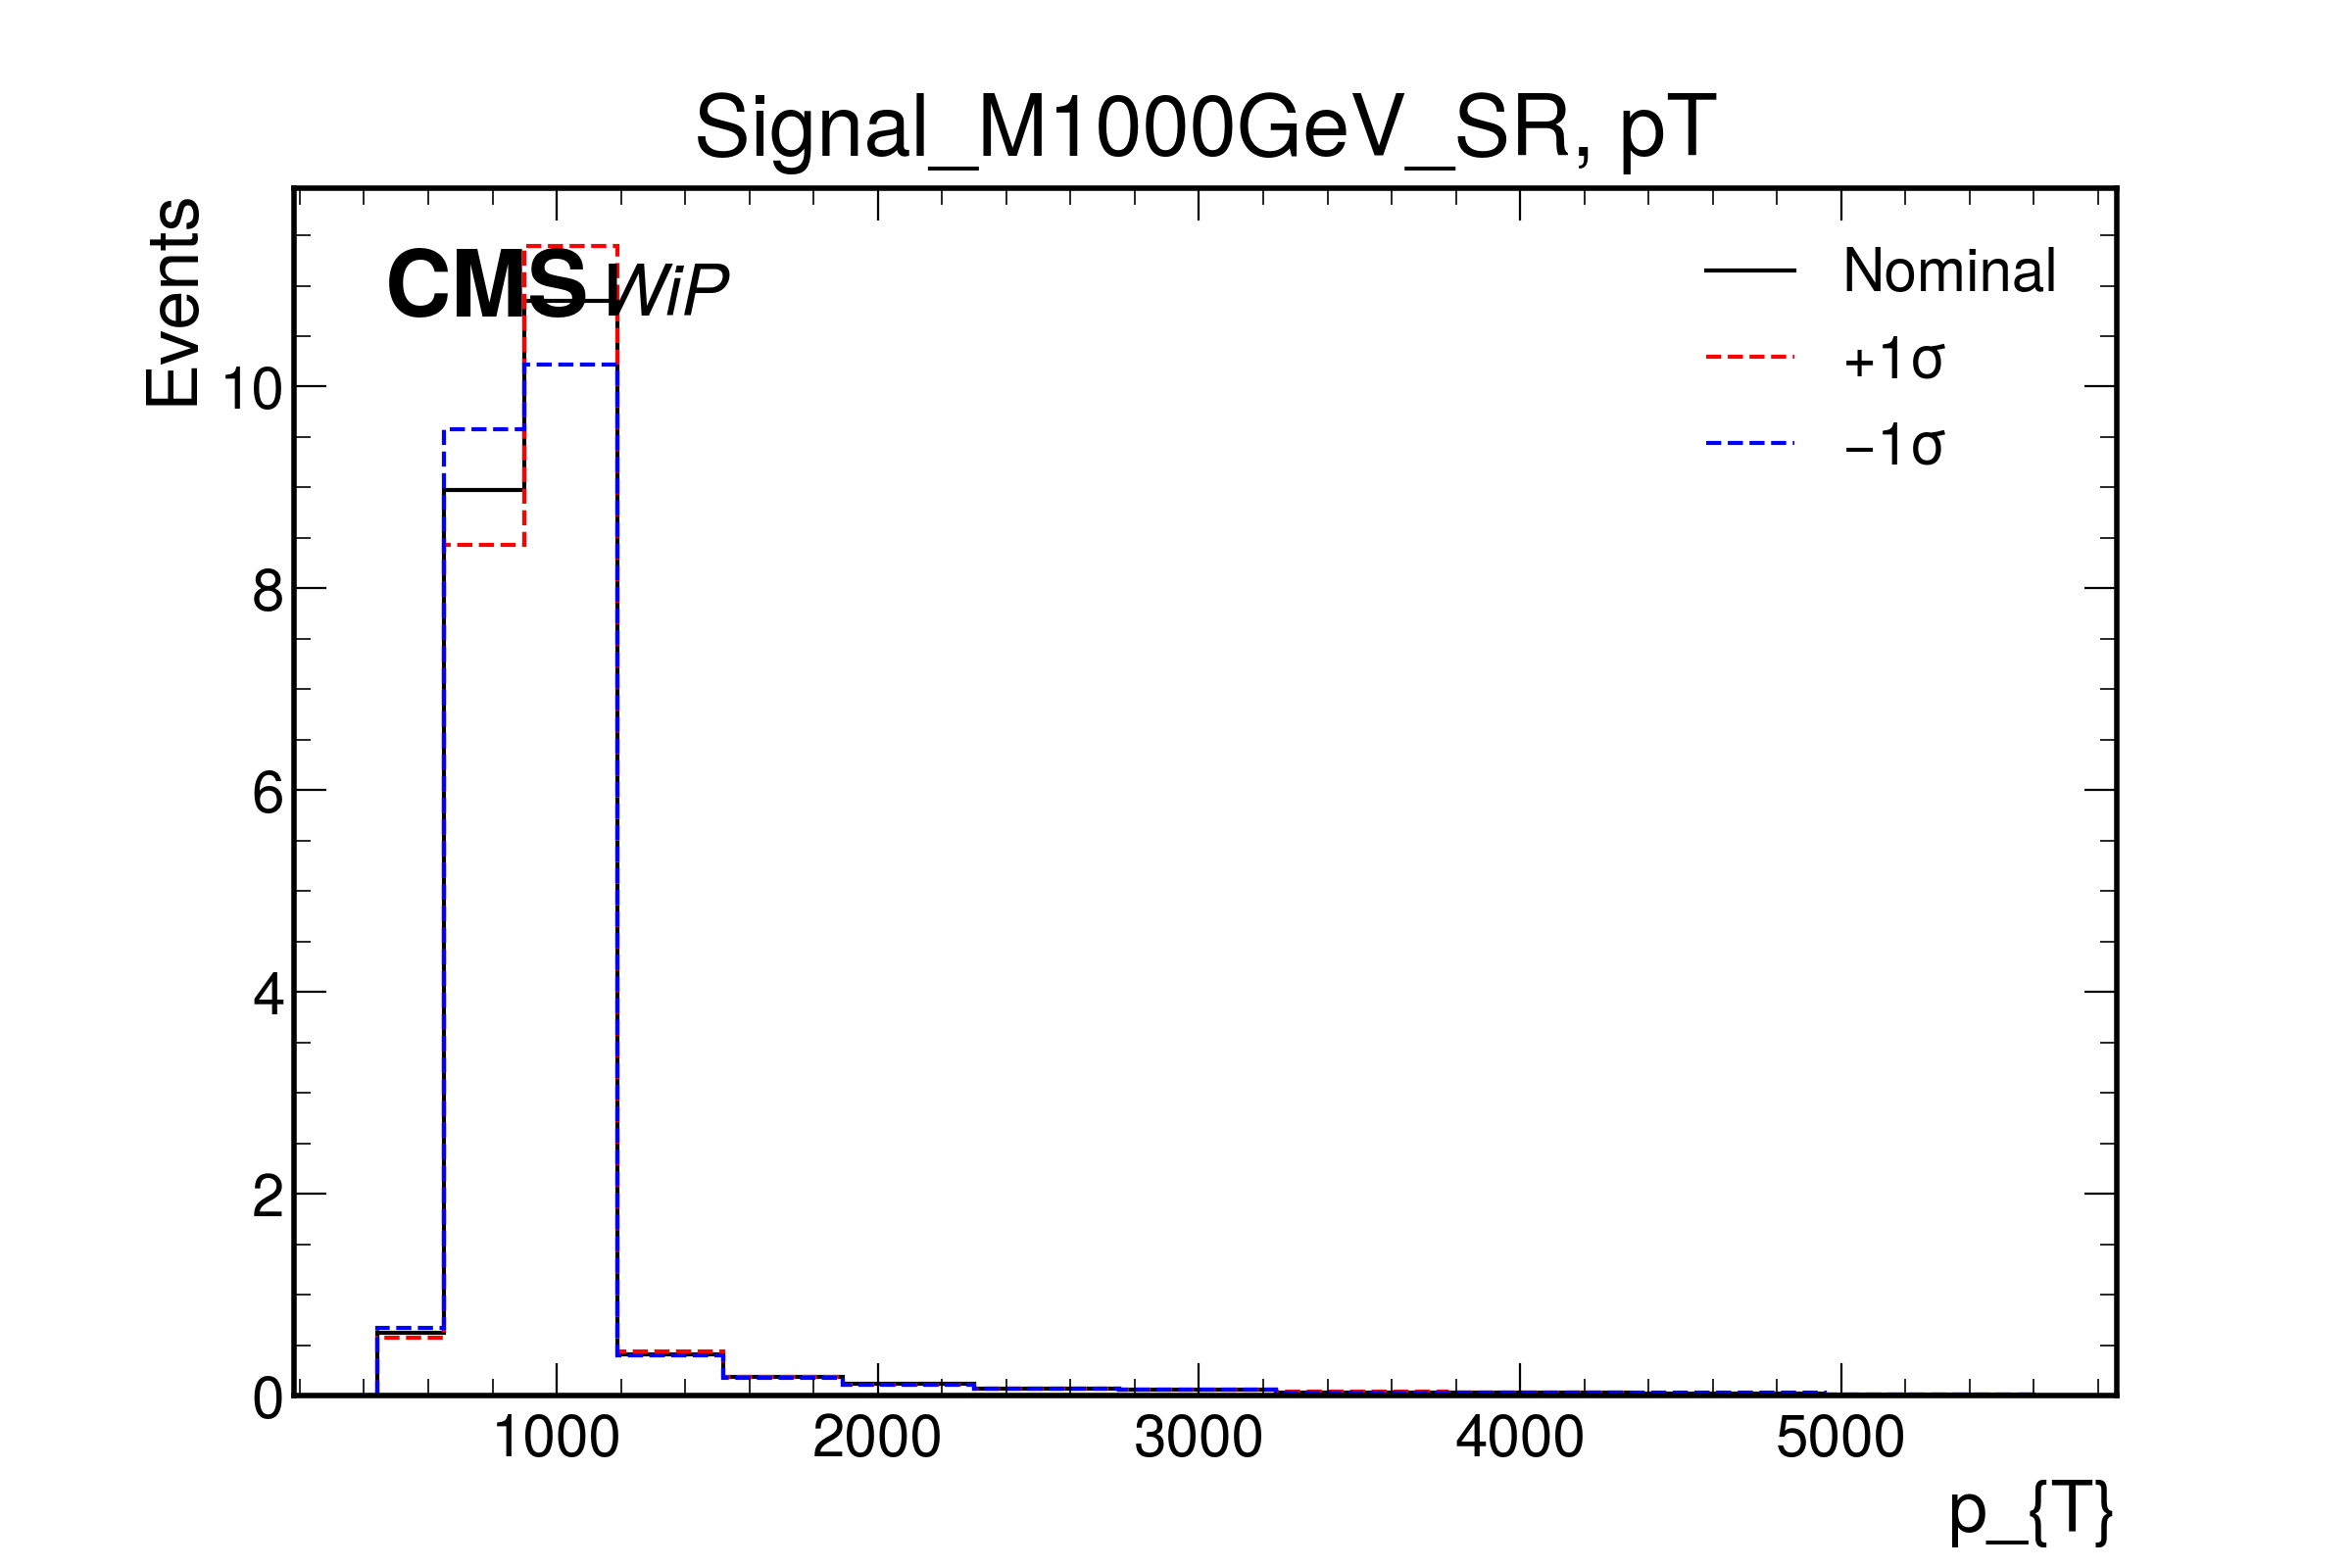 Signal_M1000GeV_SR, pT
Events
CMS WiP
Nominal
+1σ
−1σ
10
8
6
4
2
0
1000 2000 3000 4000 5000
p_{T}